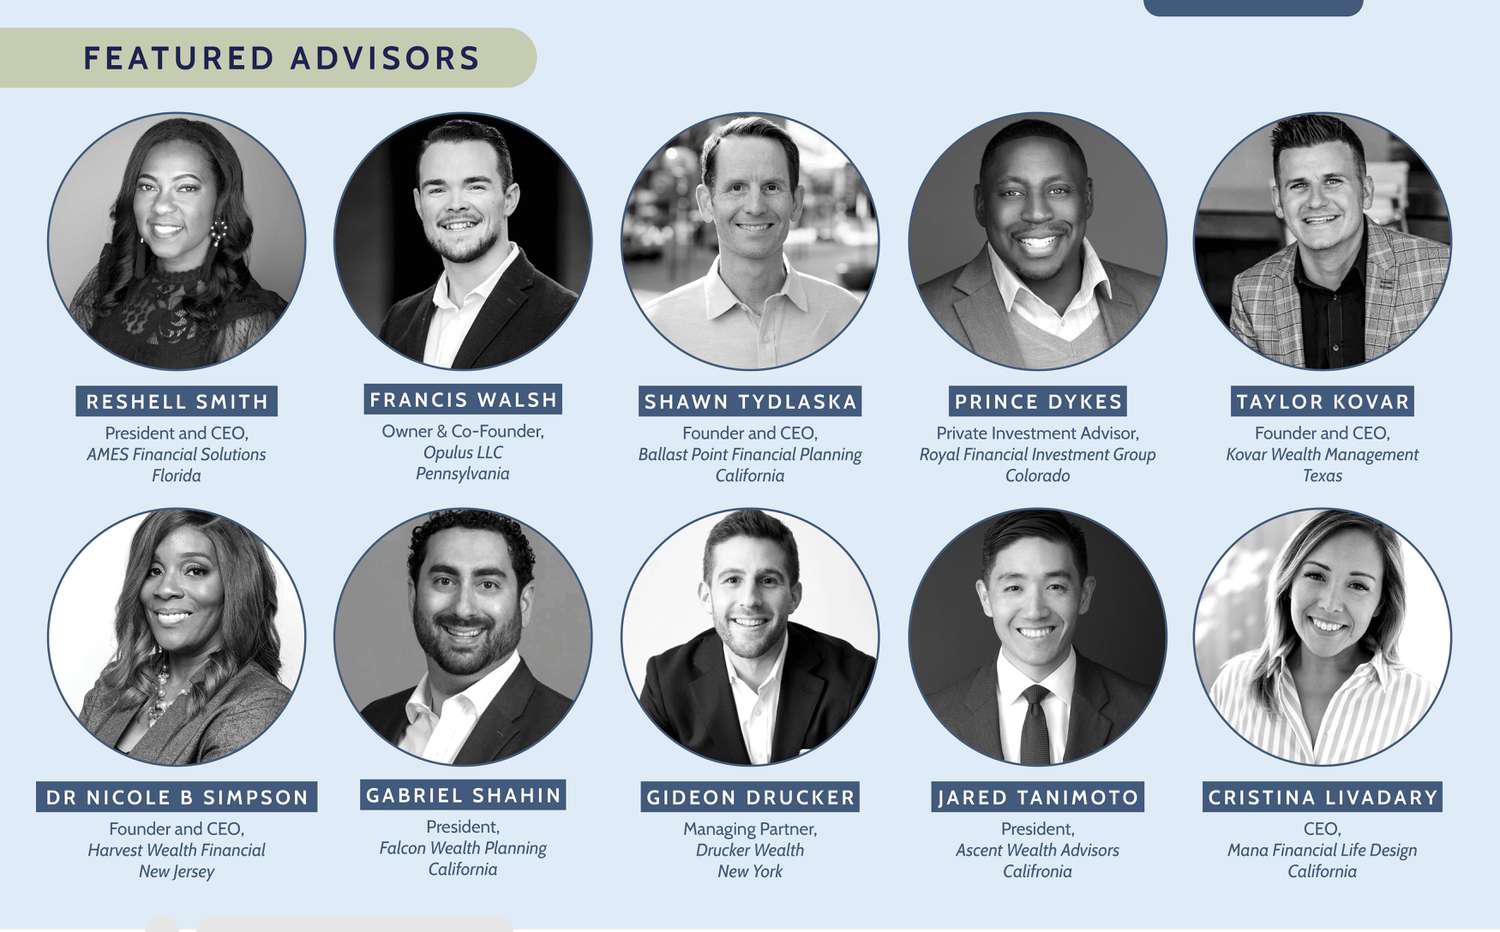 FEATURED ADVISORS
RESHELL SMITH
President and CEO,
AMES Financial Solutions
Florida
FRANCIS WALSH
Owner & Co-Founder,
Opulus LLC
Pennsylvania
SHAWN TYDLASKA
Founder and CEO,
Ballast Point Financial Planning
California
PRINCE DYKES
Private Investment Advisor,
Royal Financial Investment Group
Colorado
TAYLOR KOVAR
Founder and CEO,
Kovar Wealth Management
Texas
DR NICOLE B SIMPSON
Founder and CEO,
Harvest Wealth Financial
New Jersey
GABRIEL SHAHIN
President,
Falcon Wealth Planning
California
GIDEON DRUCKER
Managing Partner,
Drucker Wealth
New York
JARED TANIMOTO
President,
Ascent Wealth Advisors
Califronia
CRISTINA LIVADARY
CEO,
Mana Financial Life Design
California